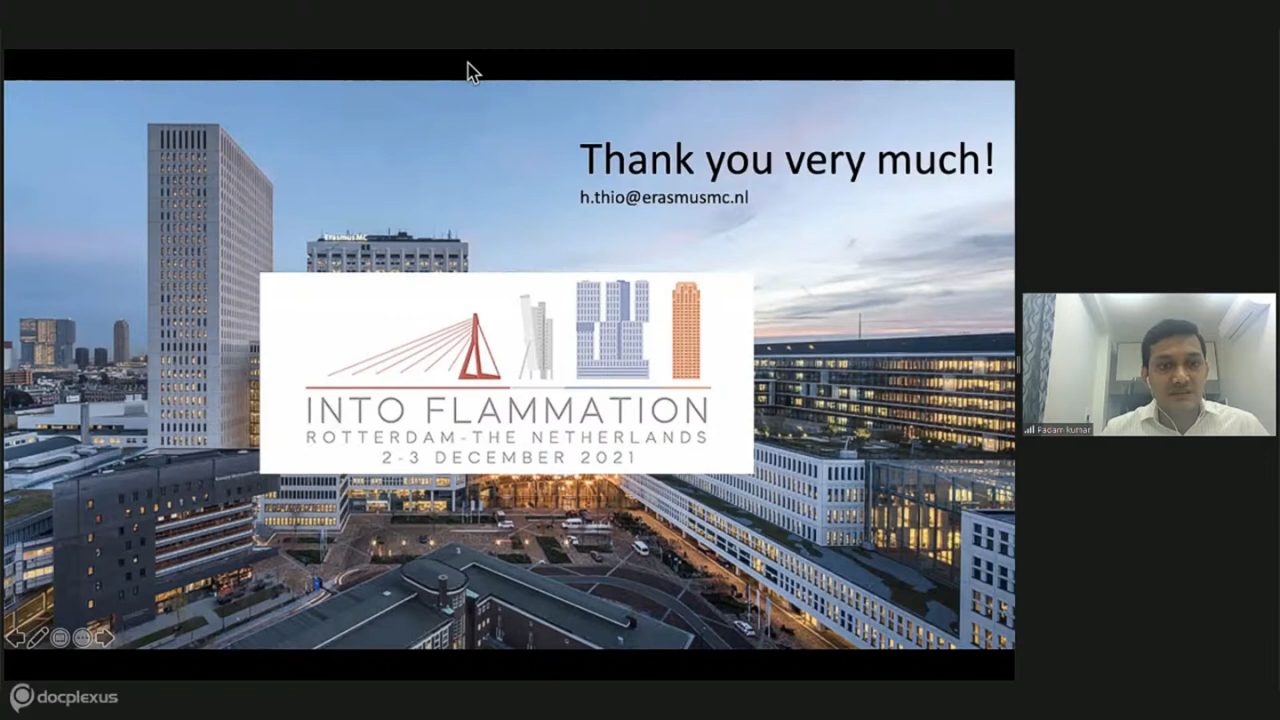 Thank you very much!
h.thio@erasmusmc.nl
ErasmusMC
INTO FLAMMATION
ROTTERDAM-THE NETHERLANDS
2-3 DECEMBER 2021
Padam kumar
docplexus